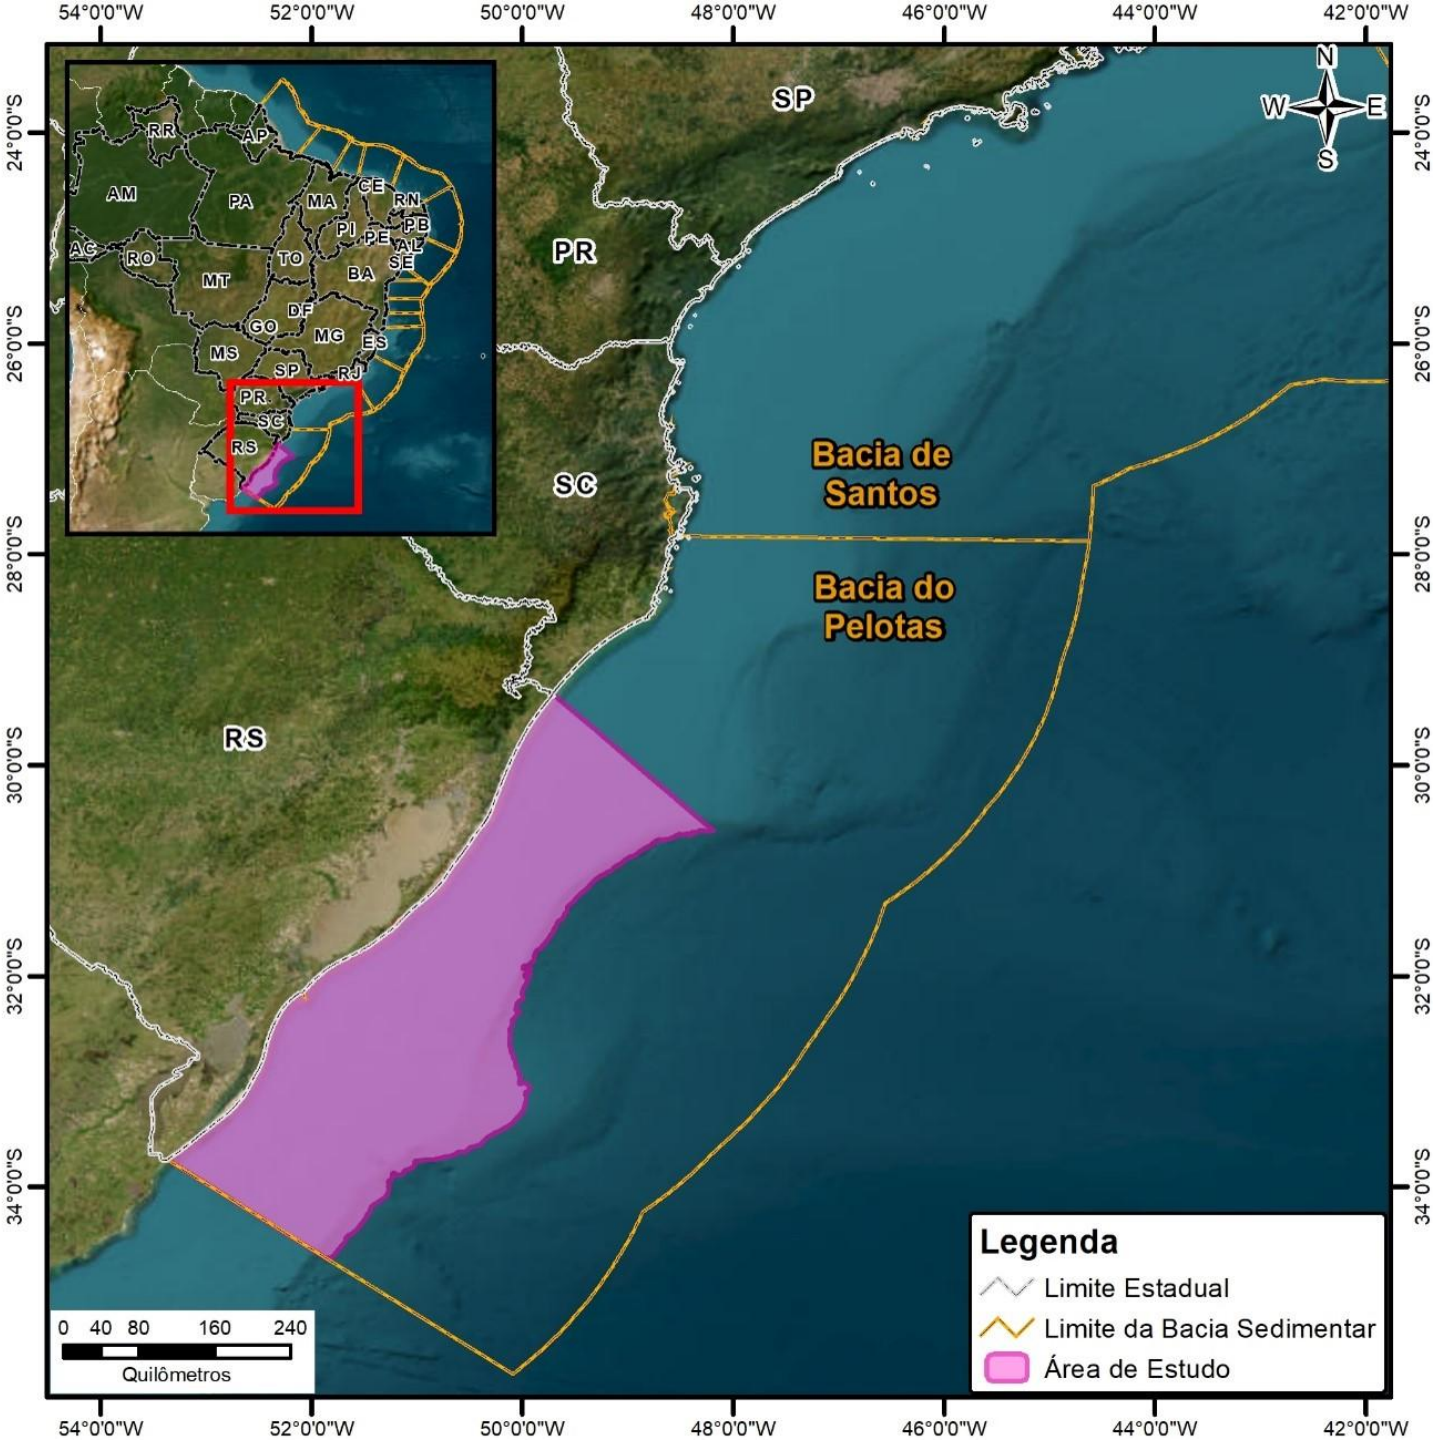 54°0'0"W 52°0'0"W 50°0'0"W 48°0'0"W 46°0'0"W 44°0'0"W 42°0'0"W
24°0'0"S
26°0'0"S
28°0'0"S
30°0'0"S
32°0'0"S
34°0'0"S
RR
AP
AM
PA
MA
CE
RN
PI
PB
PE
AL
AC
RO
TO
SE
MT
BA
DF
GO
MG
ES
MS
SP
RJ
PR
SC
RS
SP
N
W E
S
PR
SC
Bacia de
Santos
Bacia do
Pelotas
RS
24°0'0"S
26°0'0"S
28°0'0"S
30°0'0"S
32°0'0"S
34°0'0"S
Legenda
Limite Estadual
Limite da Bacia Sedimentar
Área de Estudo
0 40 80 160 240
Quilômetros
54°0'0"W 52°0'0"W 50°0'0"W 48°0'0"W 46°0'0"W 44°0'0"W 42°0'0"W